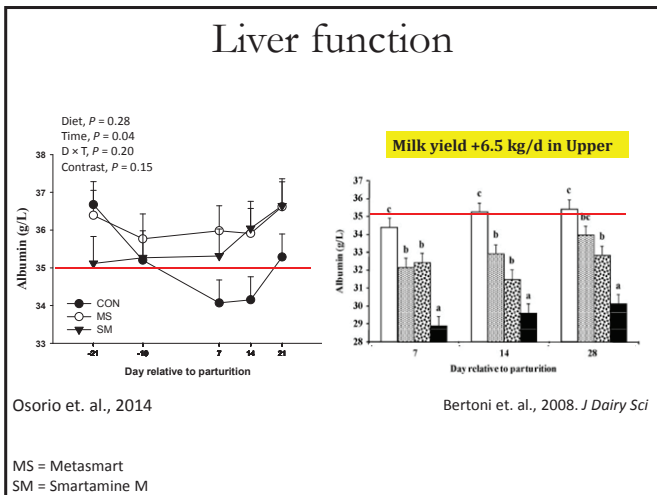 Liver function
Diet, P = 0.28
Time, P = 0.04
D × T, P = 0.20
Contrast, P = 0.15
Milk yield +6.5 kg/d in Upper
38
37
36
35
34
33
Albumin (g/L)
CON
MS
SM
-21
-10
7
14
21
Day relative to parturition
36
35
34
33
32
31
30
29
28
Albumin (g/L)
c
b
b
a
c
b
b
a
c
bc
b
a
7
14
28
Day relative to parturition
Osorio et. al., 2014
Bertoni et. al., 2008. J Dairy Sci
MS = Metasmart
SM = Smartamine M